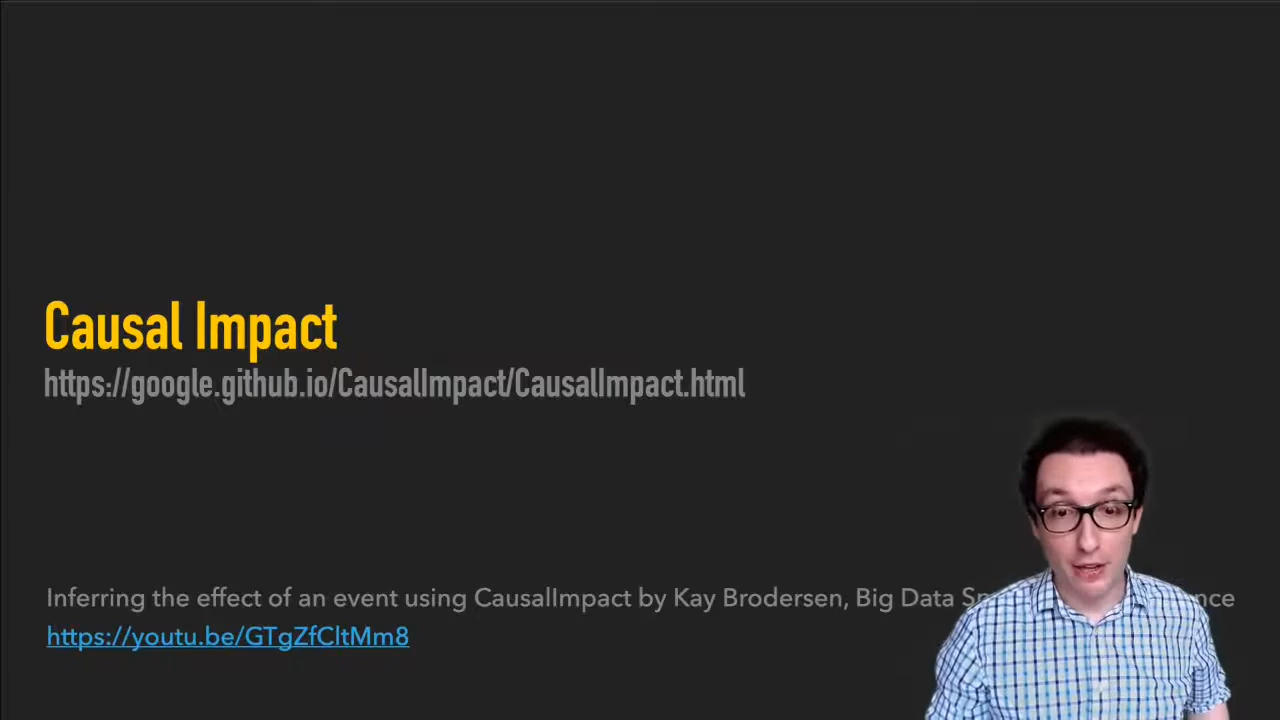 Causal Impact
https://google.github.io/CausalImpact/CausalImpact.html
Inferring the effect of an event using CausalImpact by Kay Brodersen, Big Data
https://youtu.be/GTgZfCltMm8